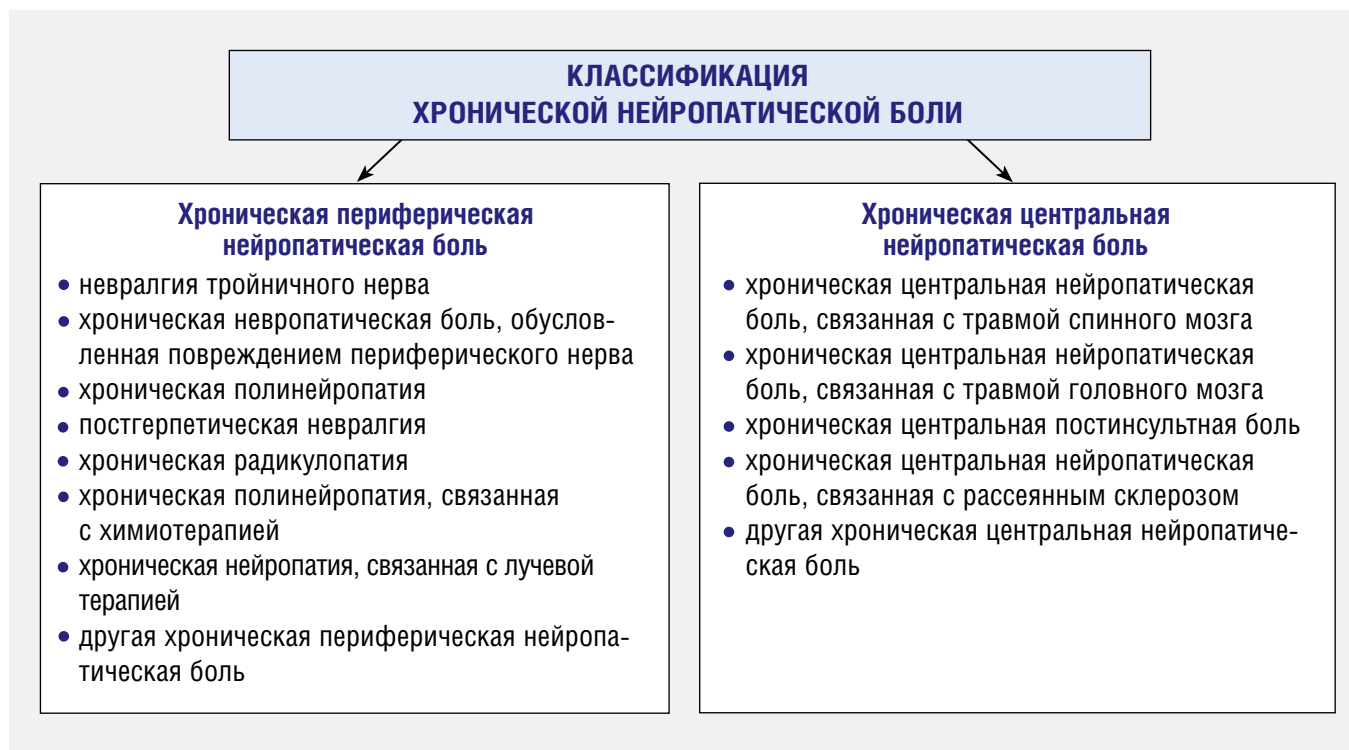 КЛАССИФИКАЦИЯ
ХРОНИЧЕСКОЙ НЕЙРОПАТИЧЕСКОЙ БОЛИ
Хроническая периферическая
нейропатическая боль
• невралгия тройничного нерва
• хроническая невропатическая боль, обуслов-
ленная повреждением периферического нерва
• хроническая полинейропатия
• постгерпетическая невралгия
• хроническая радикулопатия
• хроническая полинейропатия, связанная
с химиотерапией
• хроническая нейропатия, связанная с лучевой
терапией
• другая хроническая периферическая нейропа-
тическая боль
Хроническая центральная
нейропатическая боль
• хроническая центральная нейропатическая
боль, связанная с травмой спинного мозга
• хроническая центральная нейропатическая
боль, связанная с травмой головного мозга
• хроническая центральная постинсультная боль
• хроническая центральная нейропатическая
боль, связанная с рассеянным склерозом
• другая хроническая центральная нейропатиче-
ская боль